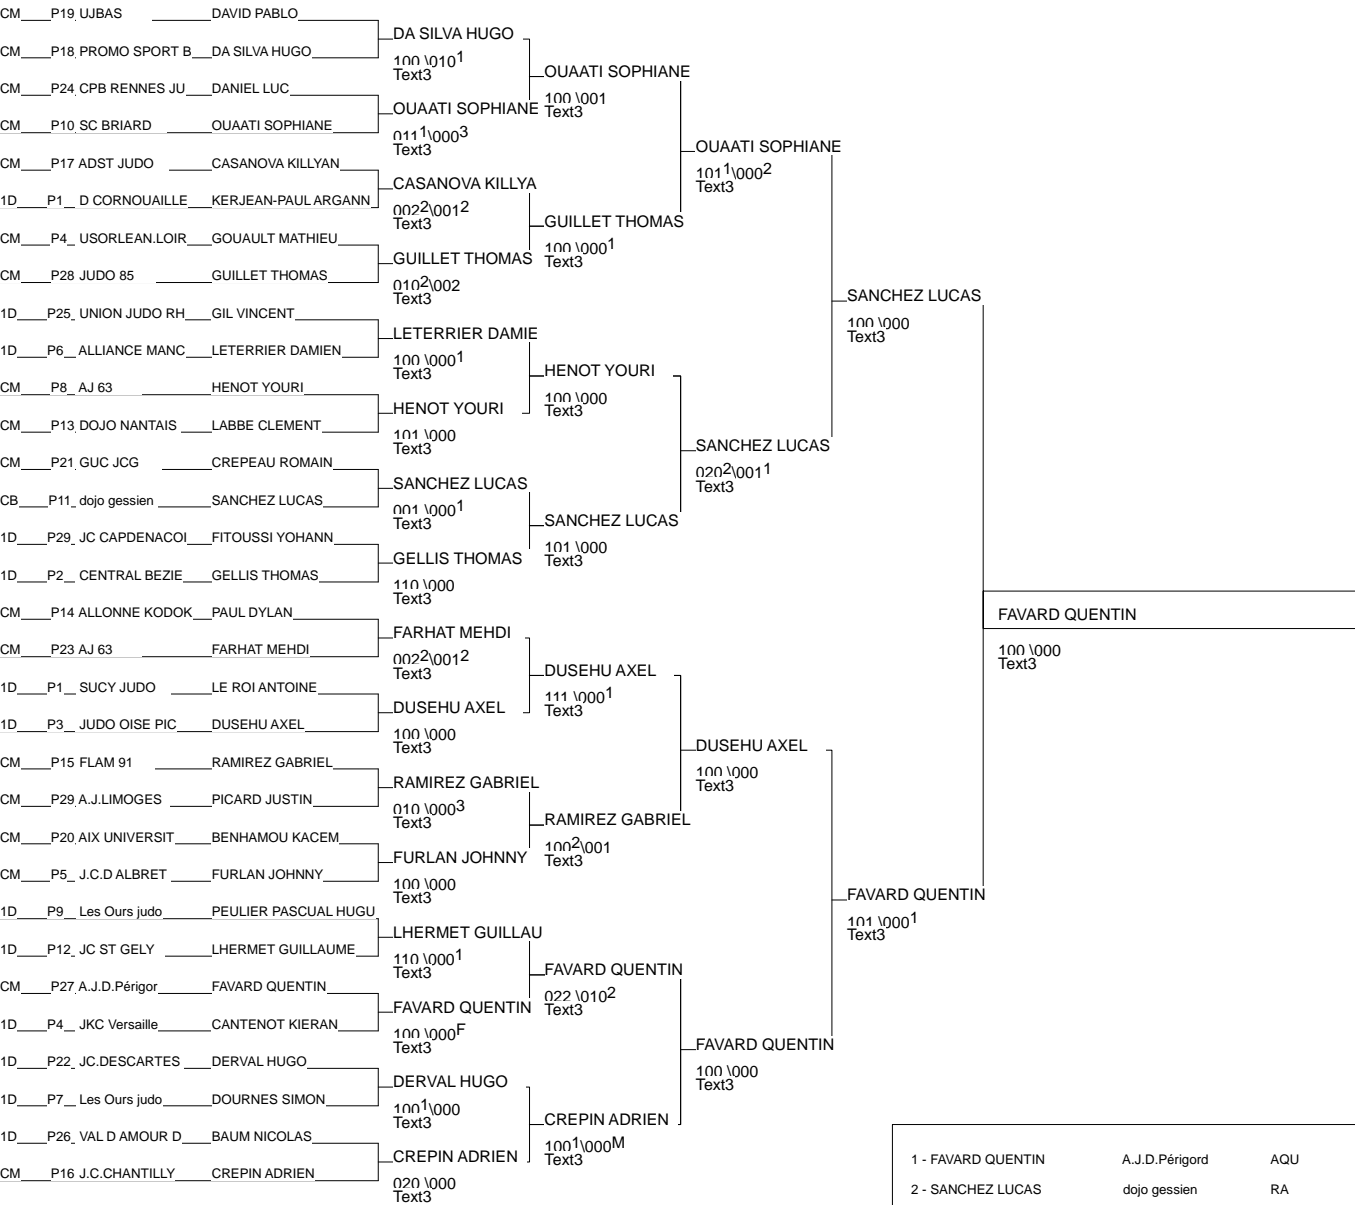 CM P19 UJBAS DAVID PABLO
DA SILVA HUGO
CM P18 PROMO SPORT B DA SILVA HUGO
100 \010 1
Text3
OUAATI SOPHIANE
CM P24 CPB RENNES JU DANIEL LUC
100 \001
Text3
OUAATI SOPHIANE
CM P10 SC BRIARD OUAATI SOPHIANE
011 1\000 3
Text3
OUAATI SOPHIANE
CM P17 ADST JUDO CASANOVA KILLYAN
101 1\000 2
Text3
CASANOVA KILLYA
1D P1 D CORNOUAILLE KERJEAN-PAUL ARGANN
002 2\001 2
Text3
GUILLET THOMAS
CM P4 USORLEAN.LOIR GOUAULT MATHIEU
100 \000 1
Text3
GUILLET THOMAS
CM P28 JUDO 85 GUILLET THOMAS
010 2\002
Text3
SANCHEZ LUCAS
1D P25 UNION JUDO RH GIL VINCENT
100 \000
Text3
LETERRIER DAMIE
1D P6 ALLIANCE MANC LETERRIER DAMIEN
100 \000 1
Text3
HENOT YOURI
CM P8 AJ 63 HENOT YOURI
100 \000
Text3
HENOT YOURI
CM P13 DOJO NANTAIS LABBE CLEMENT
101 \000
Text3
SANCHEZ LUCAS
CM P21 GUC JCG CREPEAU ROMAIN
020 2\001 1
Text3
SANCHEZ LUCAS
CB P11 dojo gessien SANCHEZ LUCAS
001 \000 1
Text3
SANCHEZ LUCAS
1D P29 JC CAPDENACOI FITOUSSI YOHANN
101 \000
Text3
GELLIS THOMAS
1D P2 CENTRAL BEZIE GELLIS THOMAS
110 \000
Text3
CM P14 ALLONNE KODOK PAUL DYLAN
FAVARD QUENTIN
100 \000
Text3
FARHAT MEHDI
CM P23 AJ 63 FARHAT MEHDI
002 2\001 2
Text3
DUSEHU AXEL
1D P1 SUCY JUDO LE ROI ANTOINE
111 \000 1
Text3
DUSEHU AXEL
1D P3 JUDO OISE PIC DUSEHU AXEL
100 \000
Text3
DUSEHU AXEL
CM P15 FLAM 91 RAMIREZ GABRIEL
100 \000
Text3
RAMIREZ GABRIEL
CM P29 A.J.LIMOGES PICARD JUSTIN
010 \000 3
Text3
RAMIREZ GABRIEL
CM P20 AIX UNIVERSIT BENHAMOU KACEM
100 2\001
Text3
FURLAN JOHNNY
CM P5 J.C.D ALBRET FURLAN JOHNNY
100 \000
Text3
FAVARD QUENTIN
1D P9 Les Ours judo PEULIER PASCUAL HUGU
101 \000 1
Text3
LHERMET GUILLAU
1D P12 JC ST GELY LHERMET GUILLAUME
110 \000 1
Text3
FAVARD QUENTIN
CM P27 A.J.D.Périgor FAVARD QUENTIN
022 \010 2
Text3
FAVARD QUENTIN
1D P4 JKC Versaille CANTENOT KIERAN
100 \000 F
Text3
FAVARD QUENTIN
1D P22 JC.DESCARTES DERVAL HUGO
100 \000
Text3
DERVAL HUGO
1D P7 Les Ours judo DOURNES SIMON
100 1\000
Text3
CREPIN ADRIEN
1D P26 VAL D AMOUR D BAUM NICOLAS
100 1\000 M
Text3
CREPIN ADRIEN
CM P16 J.C.CHANTILLY CREPIN ADRIEN
020 \000
Text3
1 - FAVARD QUENTIN A.J.D.Périgord AQU
2 - SANCHEZ LUCAS dojo gessien RA